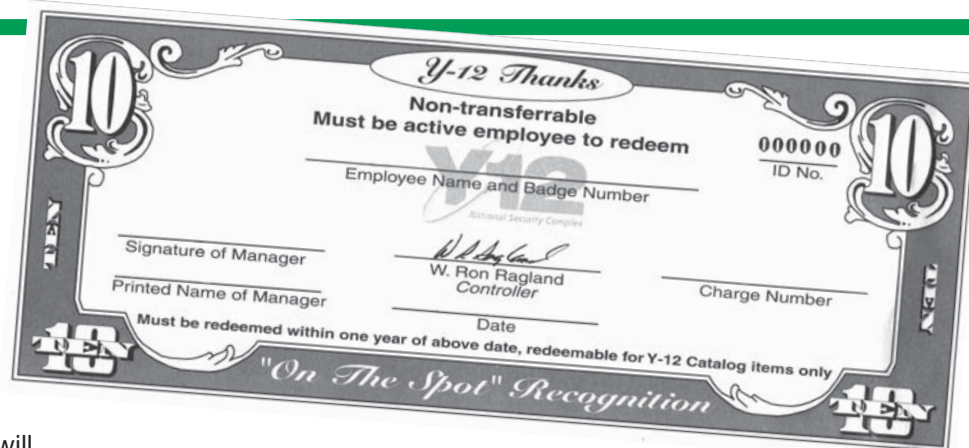 10
10
Y-12 Thanks
Non-transferrable
Must be active employee to redeem
000000
ID No.
Employee Name and Badge Number
Y12
National Security Complex
TEN
TEN
Signature of Manager
W. Ron Ragland
Controller
Charge Number
Printed Name of Manager
Date
Must be redeemed within one year of above date, redeemable for Y-12 Catalog items only
10
TEN
10
TEN
"On The Spot" Recognition
will